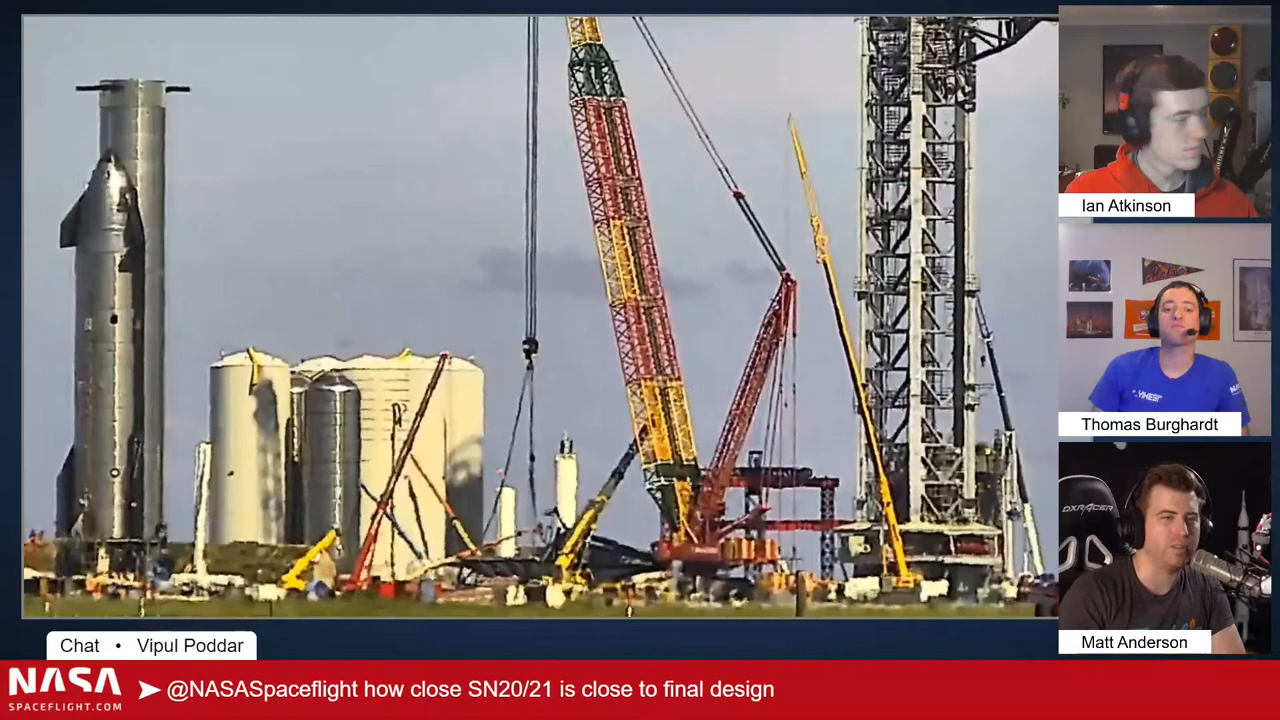 Ian Atkinson
Thomas Burghardt
DXRACER
Matt Anderson
Chat • Vipul Poddar
NASA
SPACEFLIGHT.COM
@NASASpaceflight how close SN20/21 is close to final design